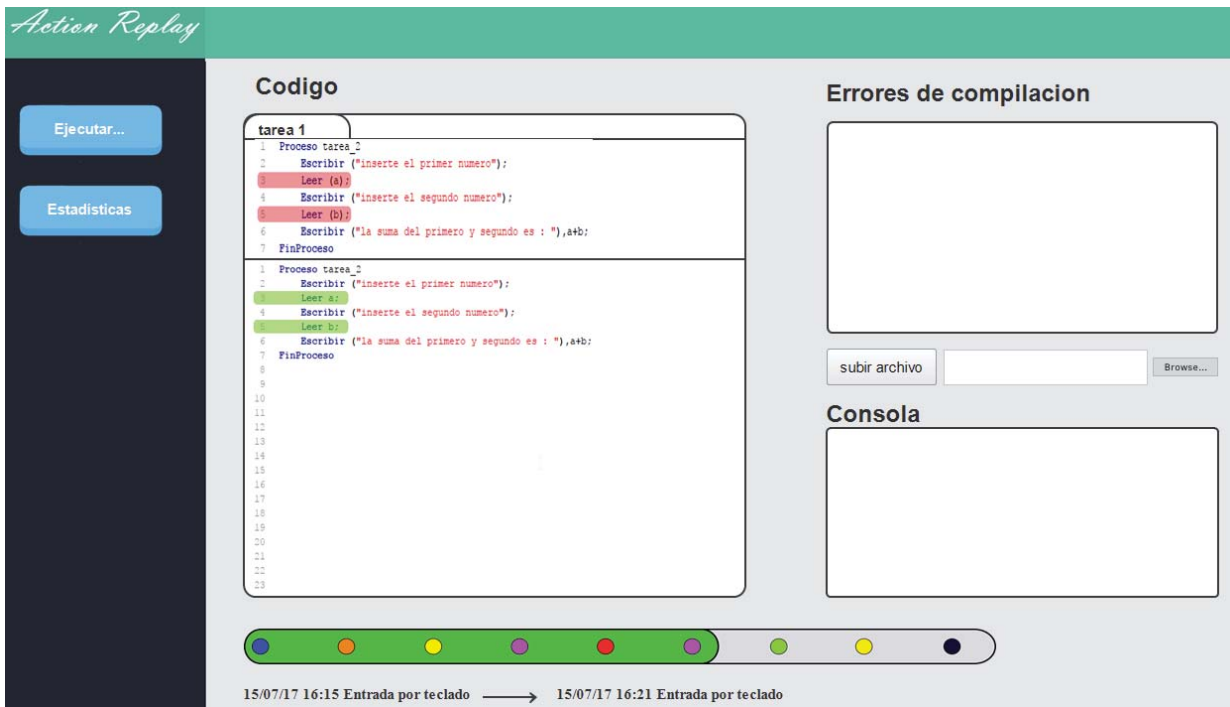 Action Replay
Ejecutar...
Estadisticas
Codigo
tarea 1
1 Proceso tarea_2
2 Escribir ("inserte el primer numero");
3 Leer (a);
4 Escribir ("inserte el segundo numero");
5 Leer (b);
6 Escribir ("la suma del primero y segundo es : "),a+b;
7 FinProceso
1 Proceso tarea_2
2 Escribir ("inserte el primer numero");
3 Leer a;
4 Escribir ("inserte el segundo numero");
5 Leer b;
6 Escribir ("la suma del primero y segundo es : "),a+b;
7 FinProceso
8
9
10
11
12
13
14
15
16
17
18
19
20
21
22
23
Errores de compilacion
subir archivo
Browse...
Consola
15/07/17 16:15 Entrada por teclado → 15/07/17 16:21 Entrada por teclado